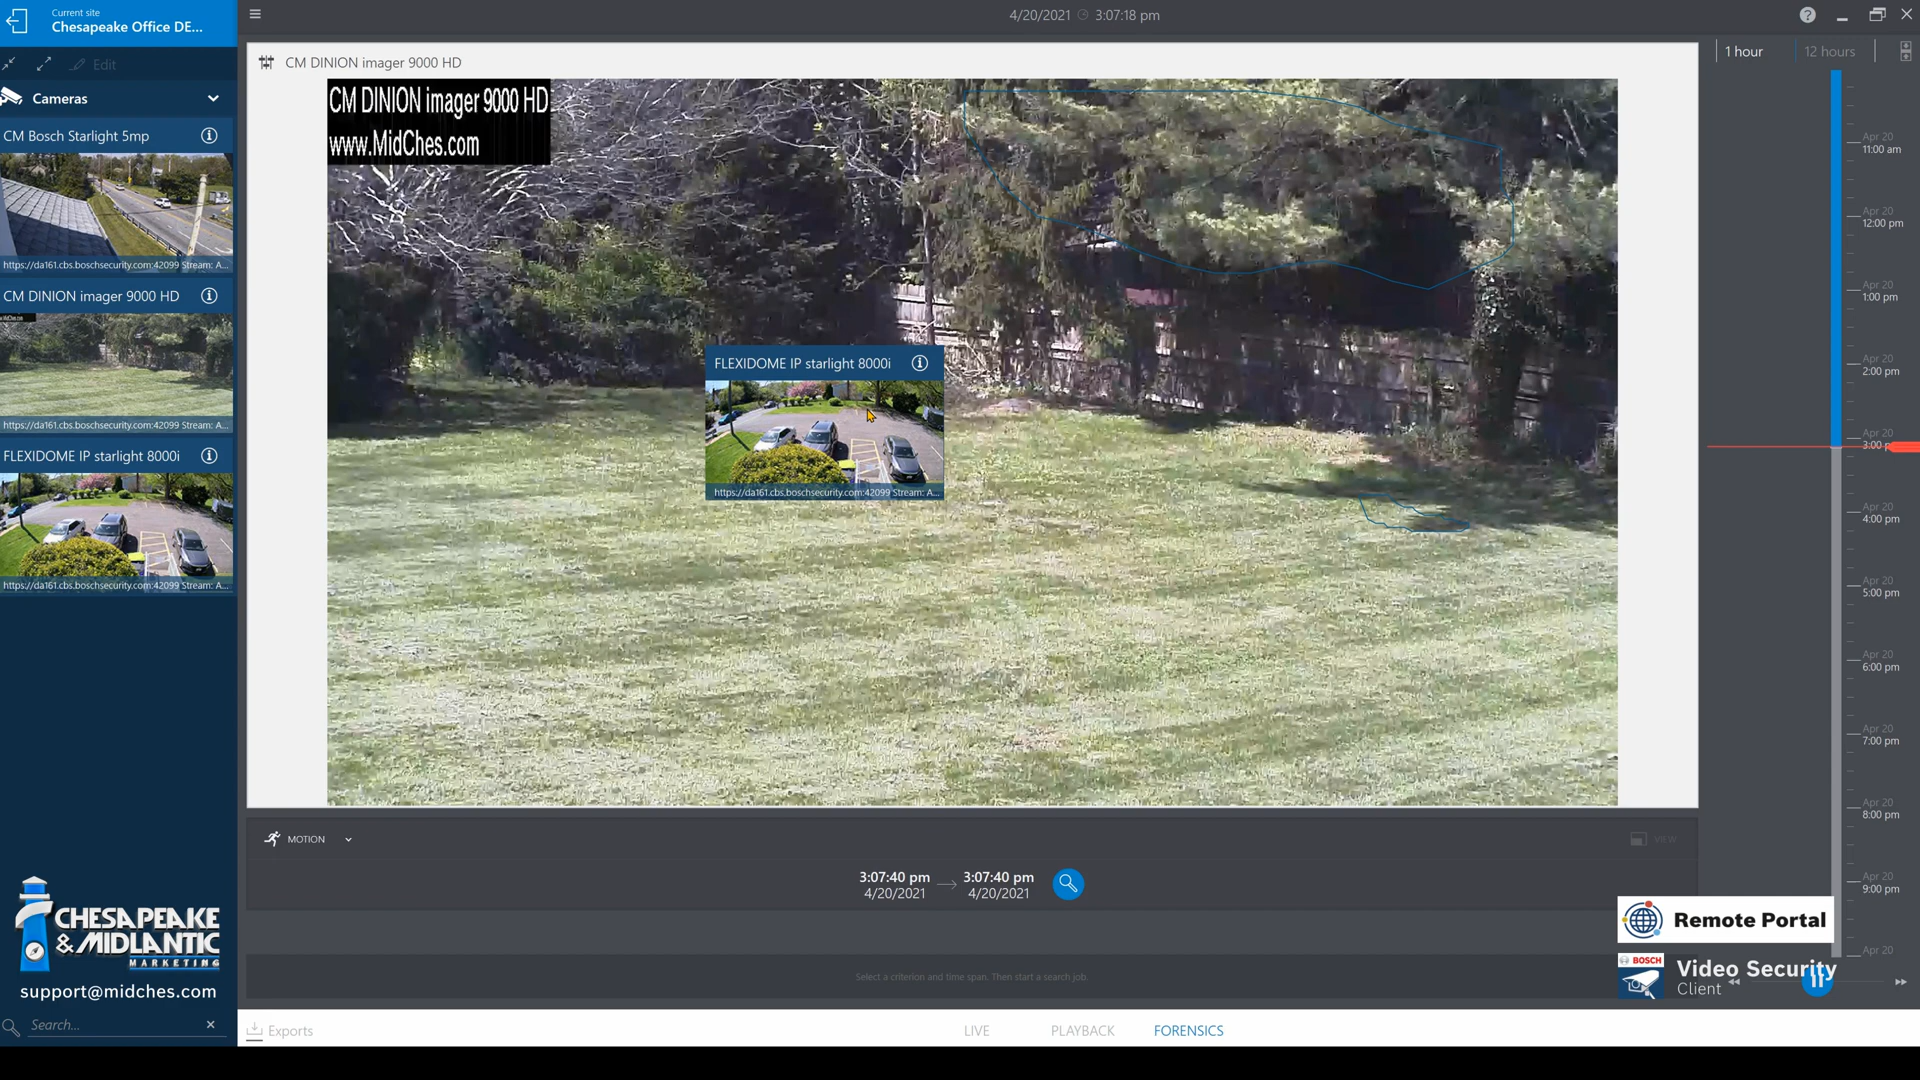 Current site
Chesapeake Office DE...
4/20/2021 3:07:18 pm
?
Edit
Cameras
CM Bosch Starlight 5mp
https://da161.cbs.boschsecurity.com:42099 Stream: A...
CM DINION imager 9000 HD
https://da161.cbs.boschsecurity.com:42099 Stream: A...
FLEXIDOME IP starlight 8000i
https://da161.cbs.boschsecurity.com:42099 Stream: A...
CHESAPEAKE
& MIDLANTIC
MARKETING
support@midches.com
Search...
CM DINION imager 9000 HD
CM DINION imager 9000 HD
www.MidChes.com
FLEXIDOME IP starlight 8000i
https://da161.cbs.boschsecurity.com:42099 Stream: A...
MOTION
VIEW
3:07:40 pm
4/20/2021
3:07:40 pm
4/20/2021
Select a criterion and time span. Then start a search job.
Exports
LIVE
PLAYBACK
FORENSICS
1 hour
12 hours
Apr 20
11:00 am
Apr 20
12:00 pm
Apr 20
1:00 pm
Apr 20
2:00 pm
Apr 20
3:00 p
Apr 20
4:00 pm
Apr 20
5:00 pm
Apr 20
6:00 pm
Apr 20
7:00 pm
Apr 20
8:00 pm
Apr 20
9:00 pm
Apr 20
Remote Portal
BOSCH
Video Security
Client